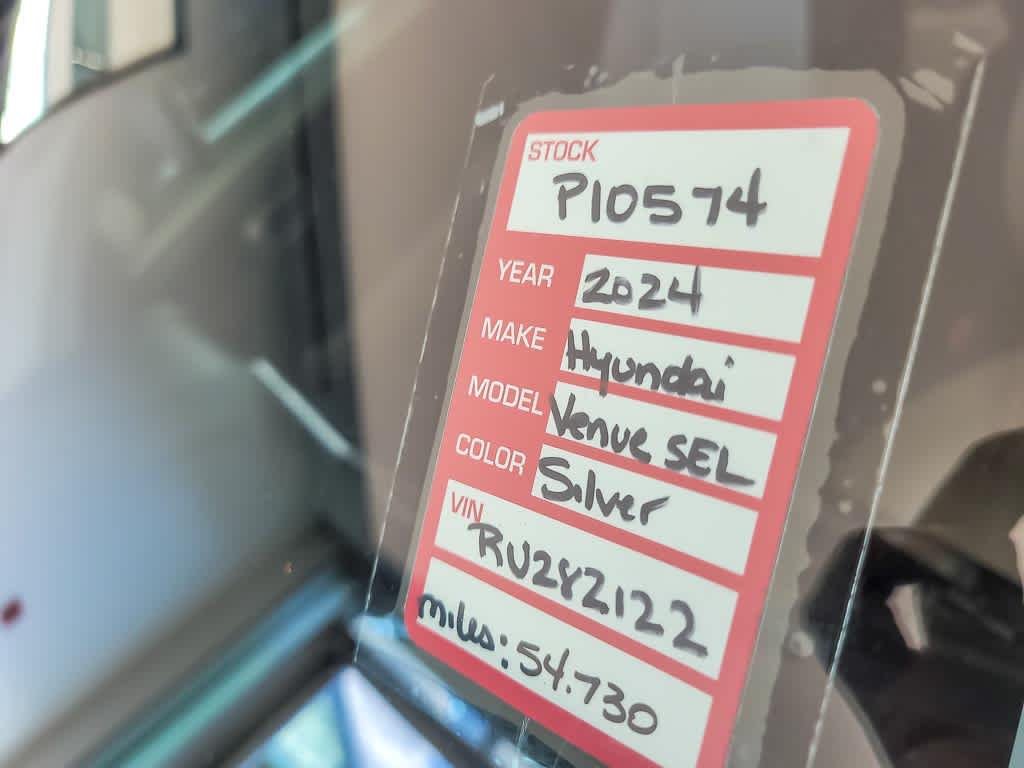 STOCK
P10574
YEAR 2024
MAKE Hyundai
MODEL Venue SEL
COLOR Silver
VIN
RU282122
miles: 54.730